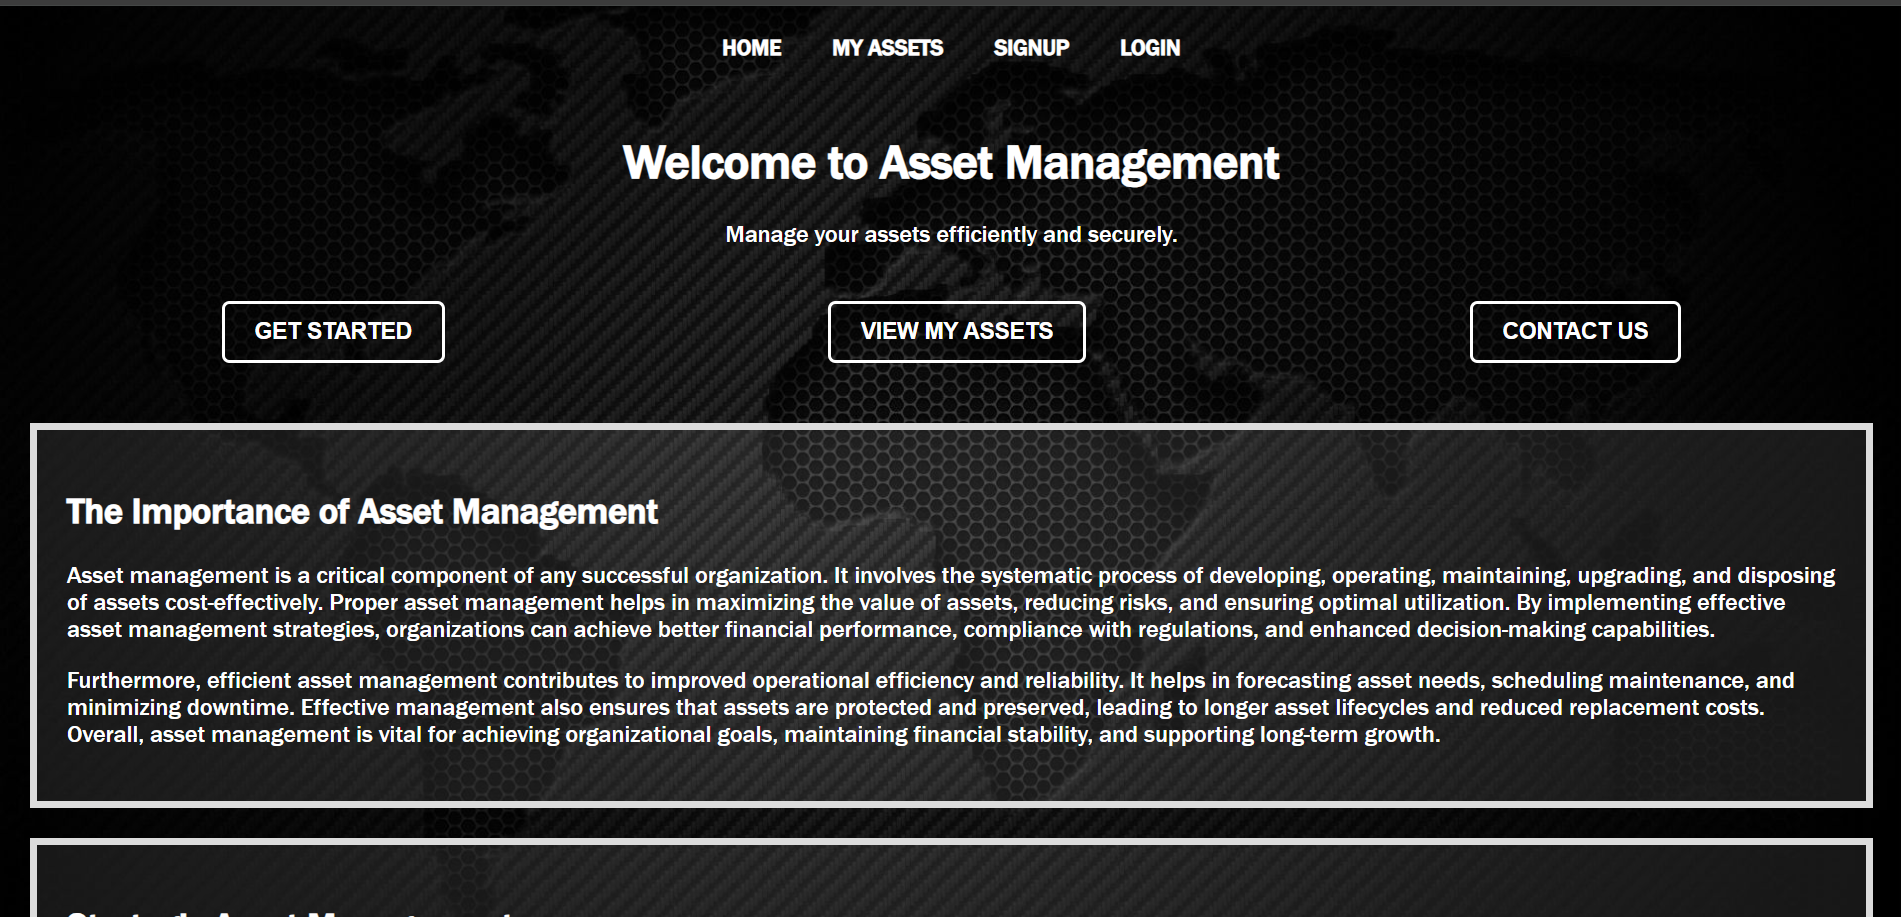 HOME MY ASSETS SIGNUP LOGIN
Welcome to Asset Management
Manage your assets efficiently and securely.
GET STARTED VIEW MY ASSETS CONTACT US
The Importance of Asset Management
Asset management is a critical component of any successful organization. It involves the systematic process of developing, operating, maintaining, upgrading, and disposing
of assets cost-effectively. Proper asset management helps in maximizing the value of assets, reducing risks, and ensuring optimal utilization. By implementing effective
asset management strategies, organizations can achieve better financial performance, compliance with regulations, and enhanced decision-making capabilities.
Furthermore, efficient asset management contributes to improved operational efficiency and reliability. It helps in forecasting asset needs, scheduling maintenance, and
minimizing downtime. Effective management also ensures that assets are protected and preserved, leading to longer asset lifecycles and reduced replacement costs.
Overall, asset management is vital for achieving organizational goals, maintaining financial stability, and supporting long-term growth.